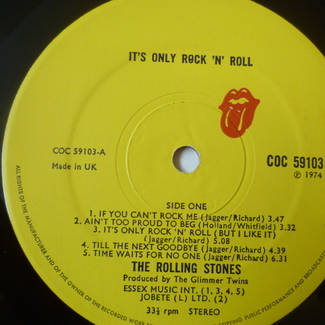 IT'S ONLY ROCK 'N' ROLL
COC 59103-A
Made in UK
COC 59103
Ⓟ 1974
SIDE ONE
1. IF YOU CAN'T ROCK ME (Jagger/Richard) 3.47
2. AIN'T TOO PROUD TO BEG (Holland/Whitfield) 3.32
3. IT'S ONLY ROCK 'N' ROLL (BUT I LIKE IT)
(Jagger/Richard) 5.08
4. TILL THE NEXT GOODBYE (Jagger/Richard) 4.39
5. TIME WAITS FOR NO ONE (Jagger/Richard) 6.31
THE ROLLING STONES
Produced by The Glimmer Twins
ESSEX MUSIC INT. (1, 3, 4, 5)
JOBETE (L) LTD. (2)
33⅓ rpm STEREO
ALL RIGHTS OF THE MANUFACTURER AND OF THE OWNER
PUBLIC PERFORMANCE AND BROADCASTING